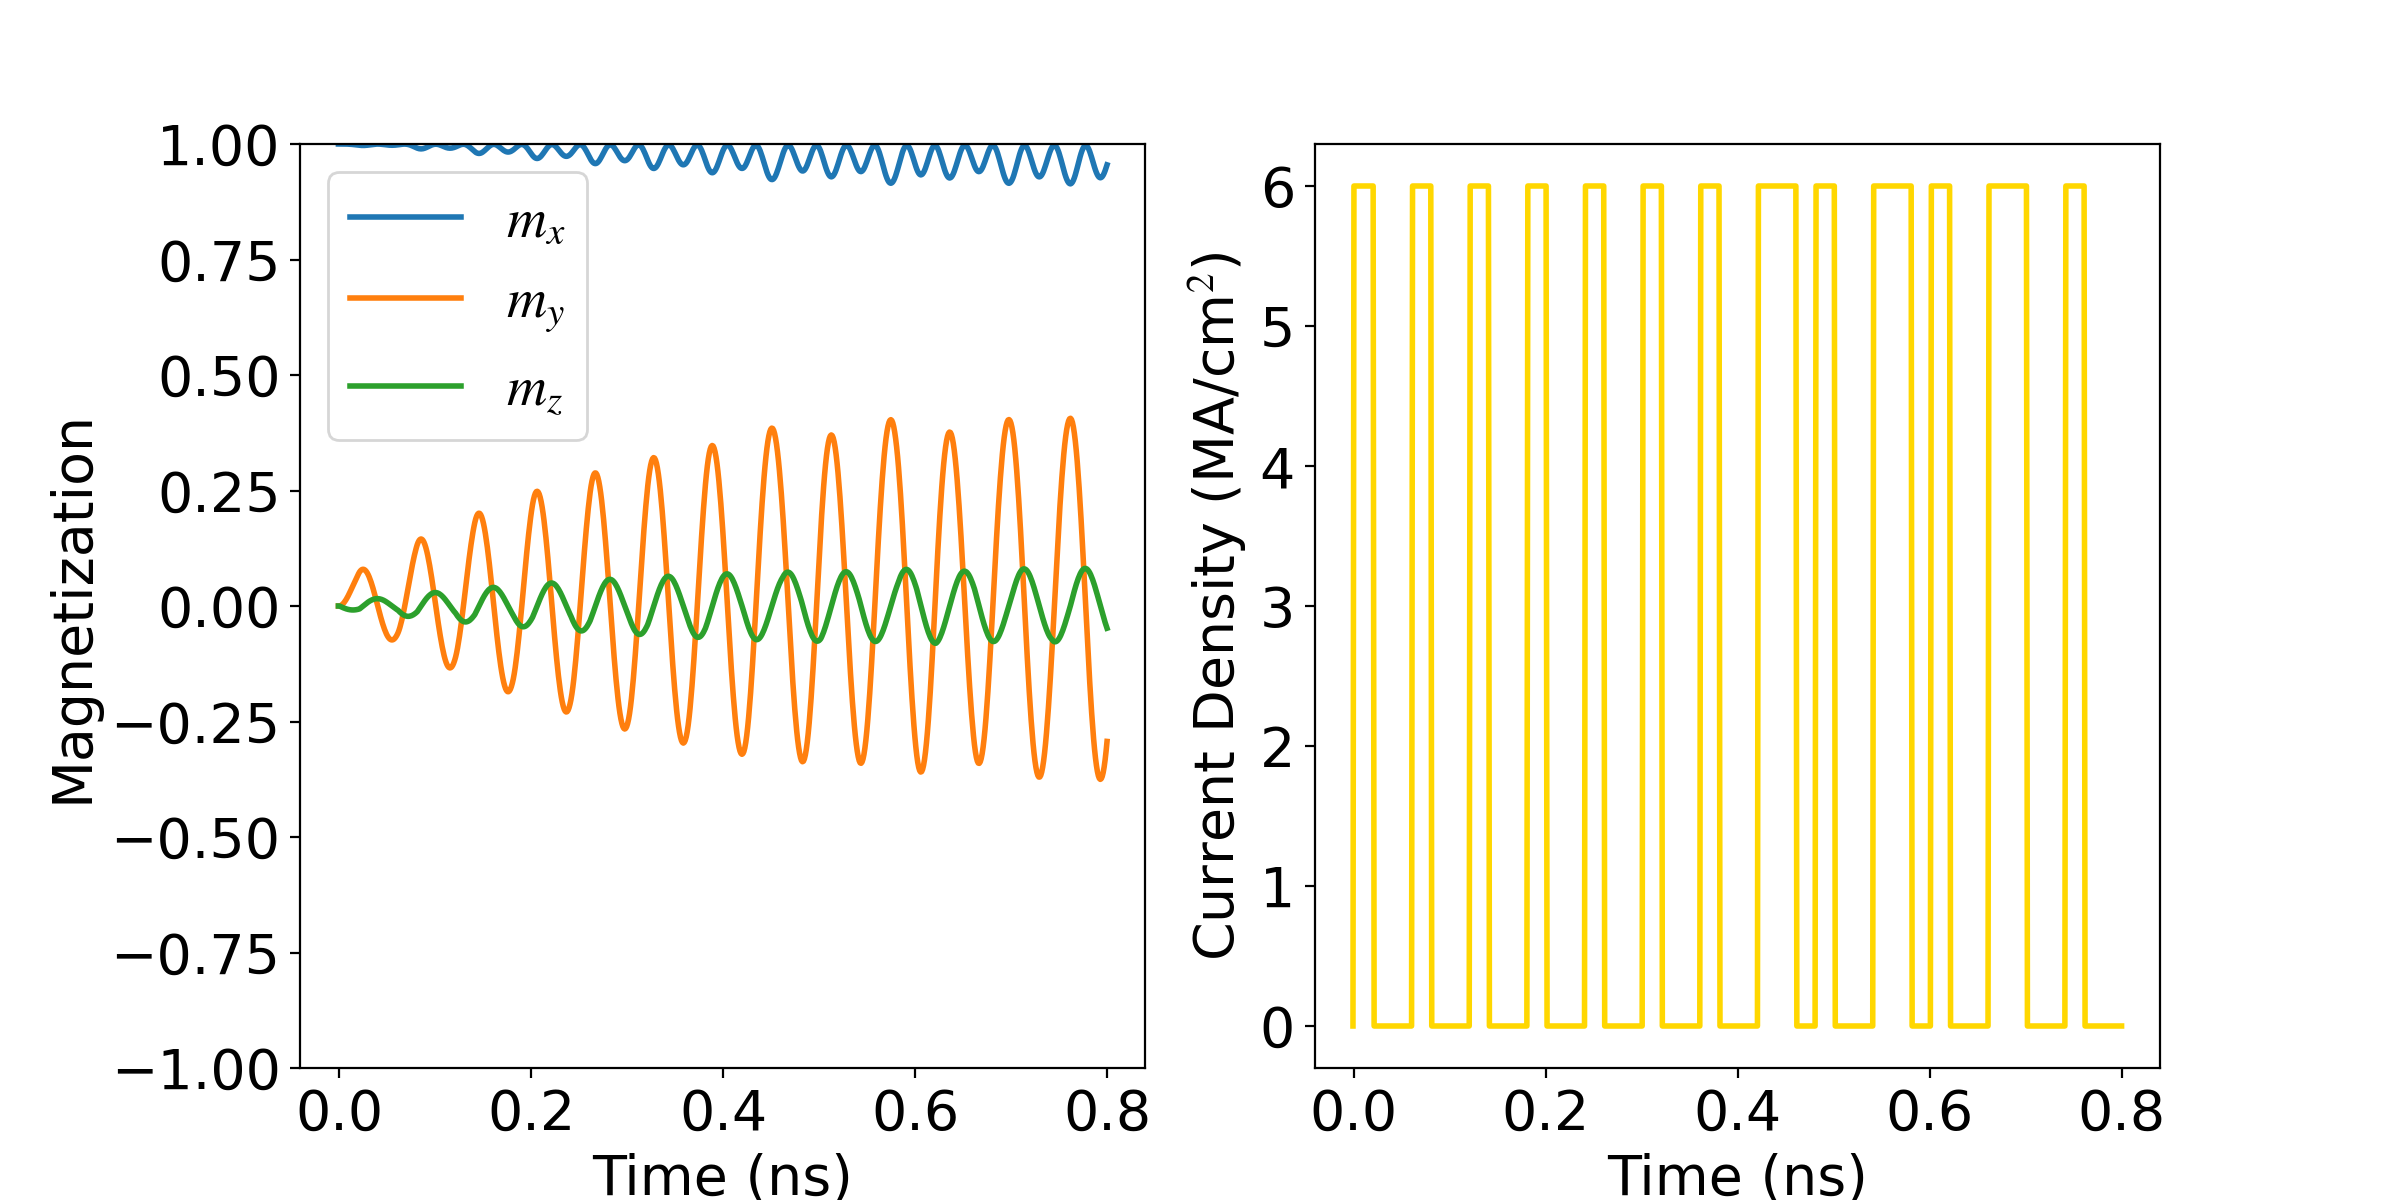 1.00
0.75
0.50
0.25
0.00
−0.25
−0.50
−0.75
−1.00
Magnetization
m_x
m_y
m_z
0.0 0.2 0.4 0.6 0.8
Time (ns)
6
5
4
3
2
1
0
Current Density (MA/cm²)
0.0 0.2 0.4 0.6 0.8
Time (ns)